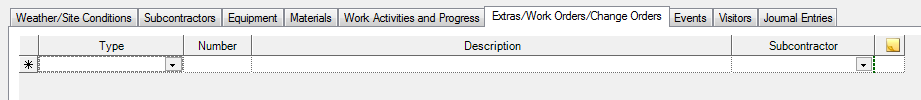 Weather/Site Conditions Subcontractors Equipment Materials Work Activities and Progress Extras/Work Orders/Change Orders Events Visitors Journal Entries
Type Number Description Subcontractor